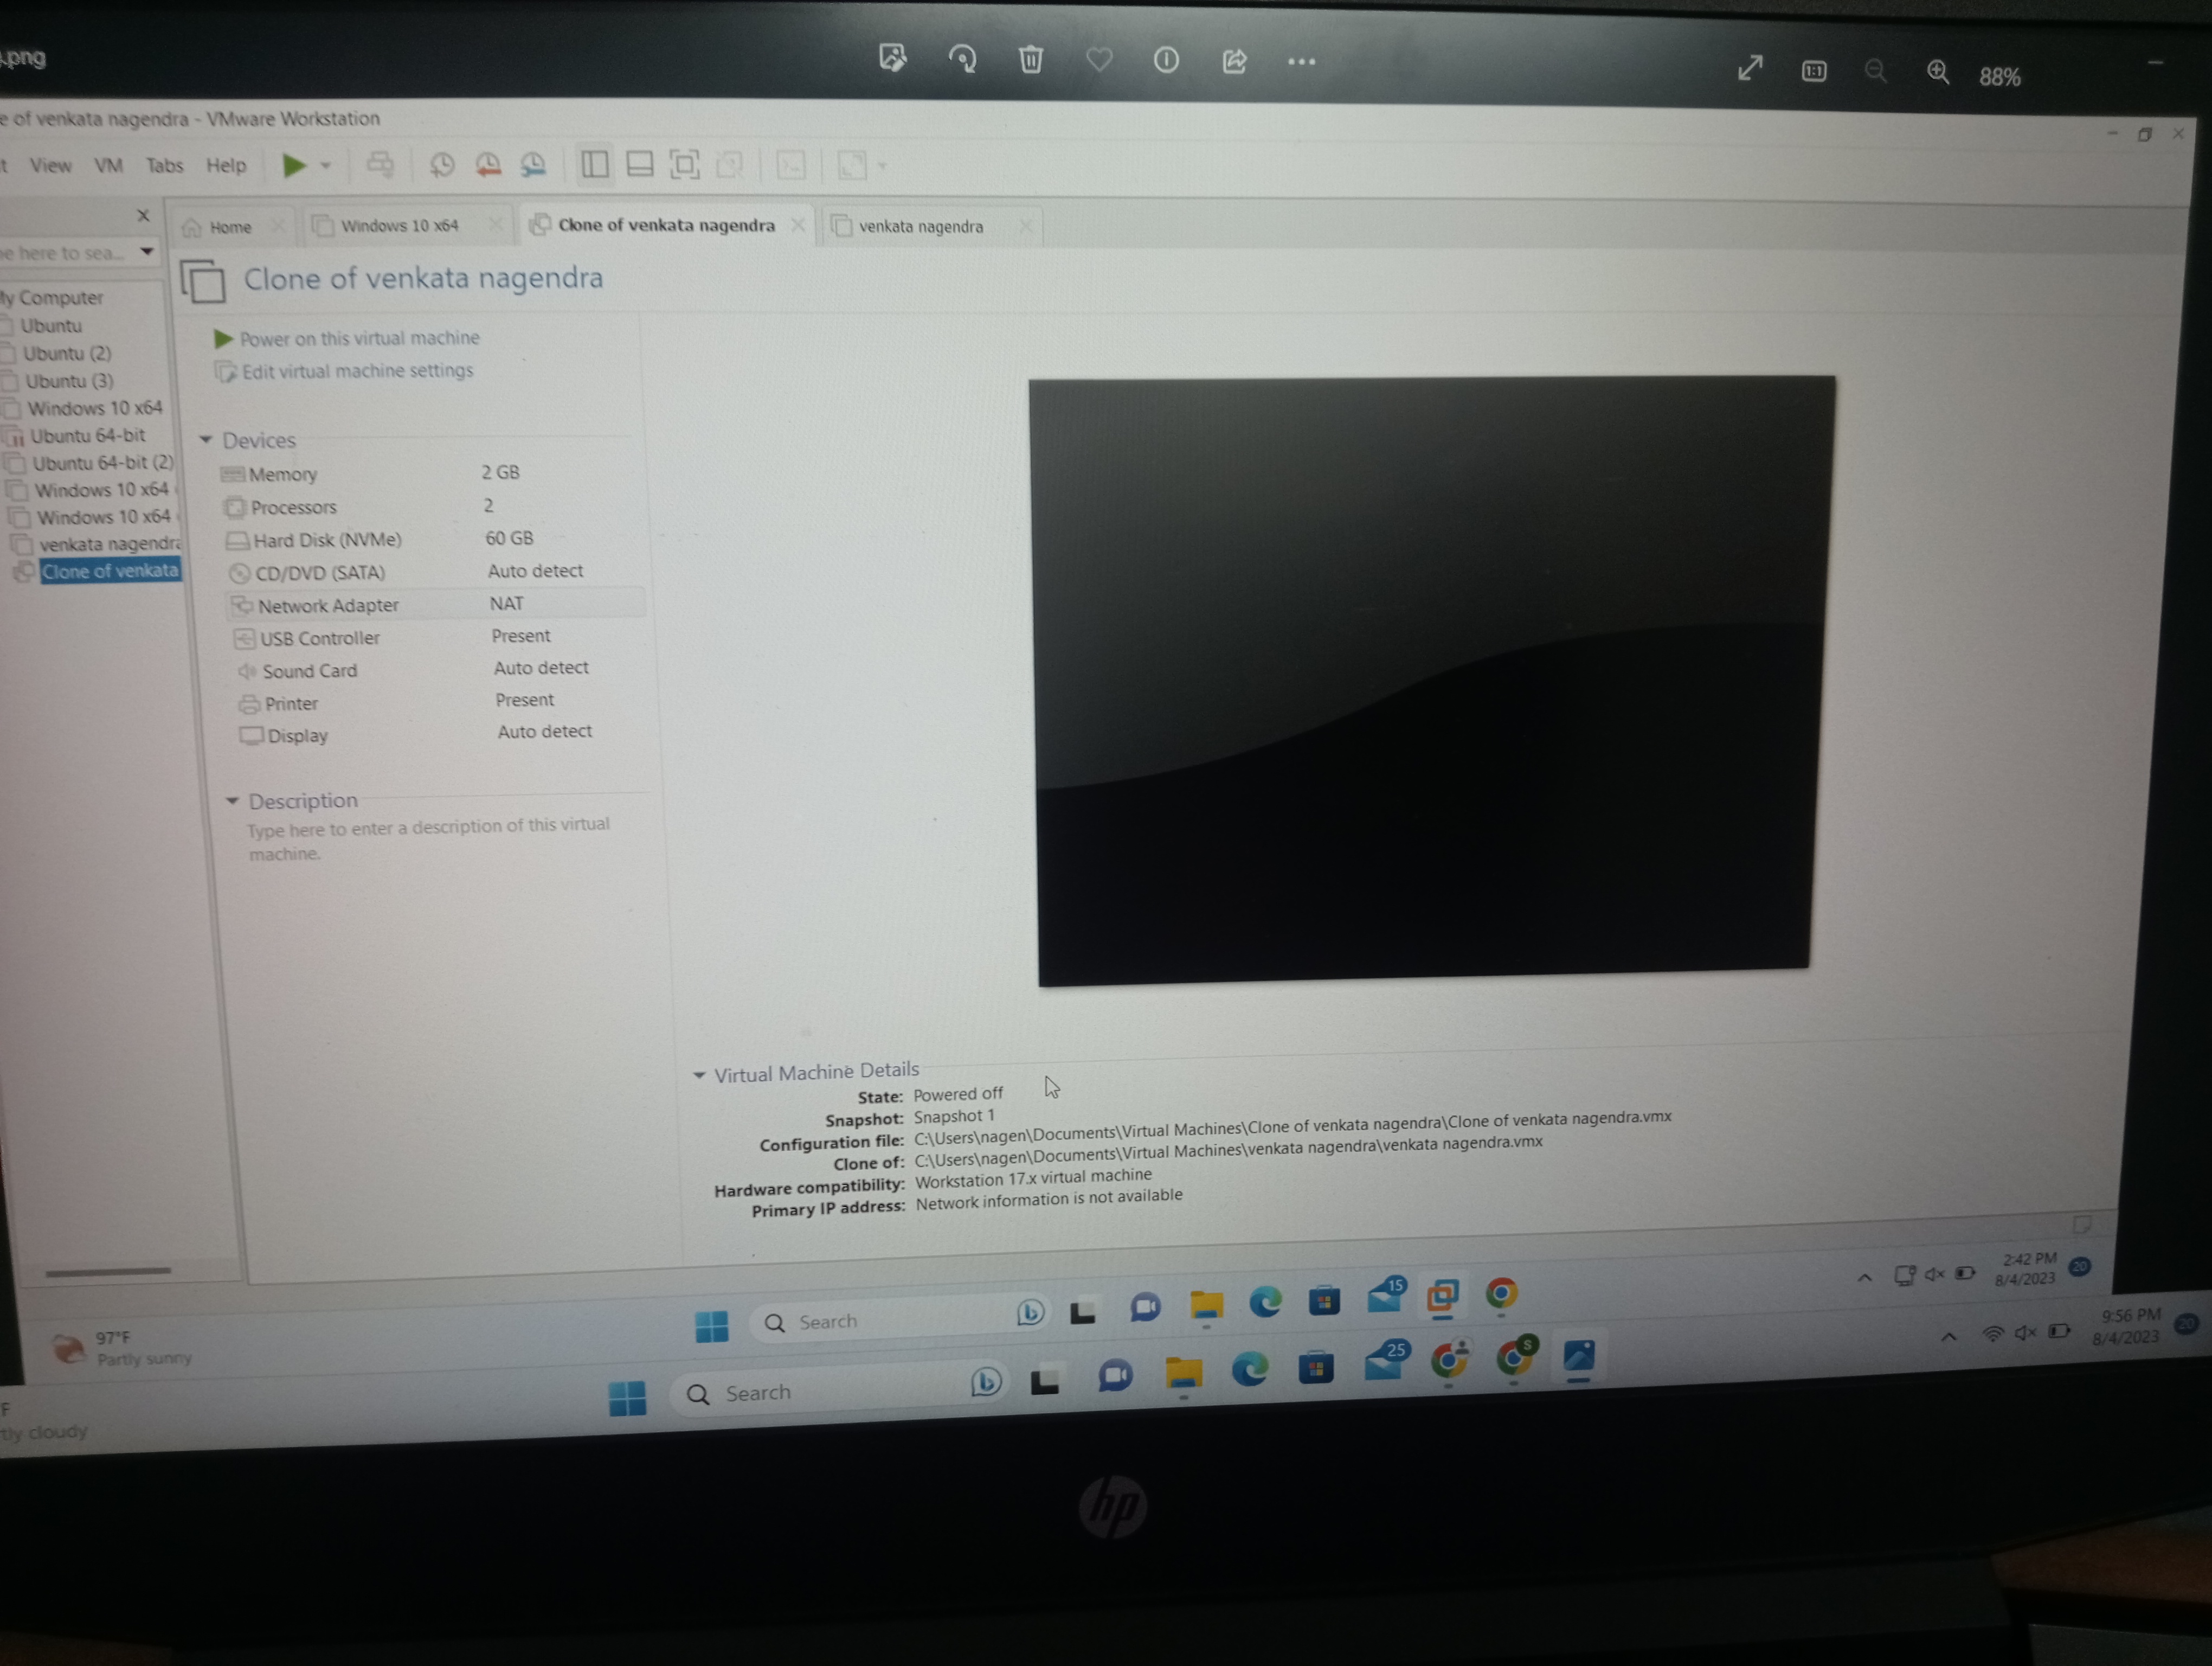 .png
88%
e of venkata nagendra - VMware Workstation
t View VM Tabs Help
Home
Windows 10 x64
Clone of venkata nagendra
venkata nagendra
e here to sea...
My Computer
Ubuntu
Ubuntu (2)
Ubuntu (3)
Windows 10 x64
Ubuntu 64-bit
Ubuntu 64-bit (2)
Windows 10 x64
Windows 10 x64
venkata nagendra
Clone of venkata
Clone of venkata nagendra
Power on this virtual machine
Edit virtual machine settings
Devices
Memory 2 GB
Processors 2
Hard Disk (NVMe) 60 GB
CD/DVD (SATA) Auto detect
Network Adapter NAT
USB Controller Present
Sound Card Auto detect
Printer Present
Display Auto detect
Description
Type here to enter a description of this virtual
machine.
Virtual Machine Details
State: Powered off
Snapshot: Snapshot 1
Configuration file: C:\Users\nagen\Documents\Virtual Machines\Clone of venkata nagendra\Clone of venkata nagendra.vmx
Clone of: C:\Users\nagen\Documents\Virtual Machines\venkata nagendra\venkata nagendra.vmx
Hardware compatibility: Workstation 17.x virtual machine
Primary IP address: Network information is not available
97°F
Partly sunny
Search
15
2:42 PM
8/4/2023
20
F
tly cloudy
Search
25
S
9:56 PM
8/4/2023
20
hp